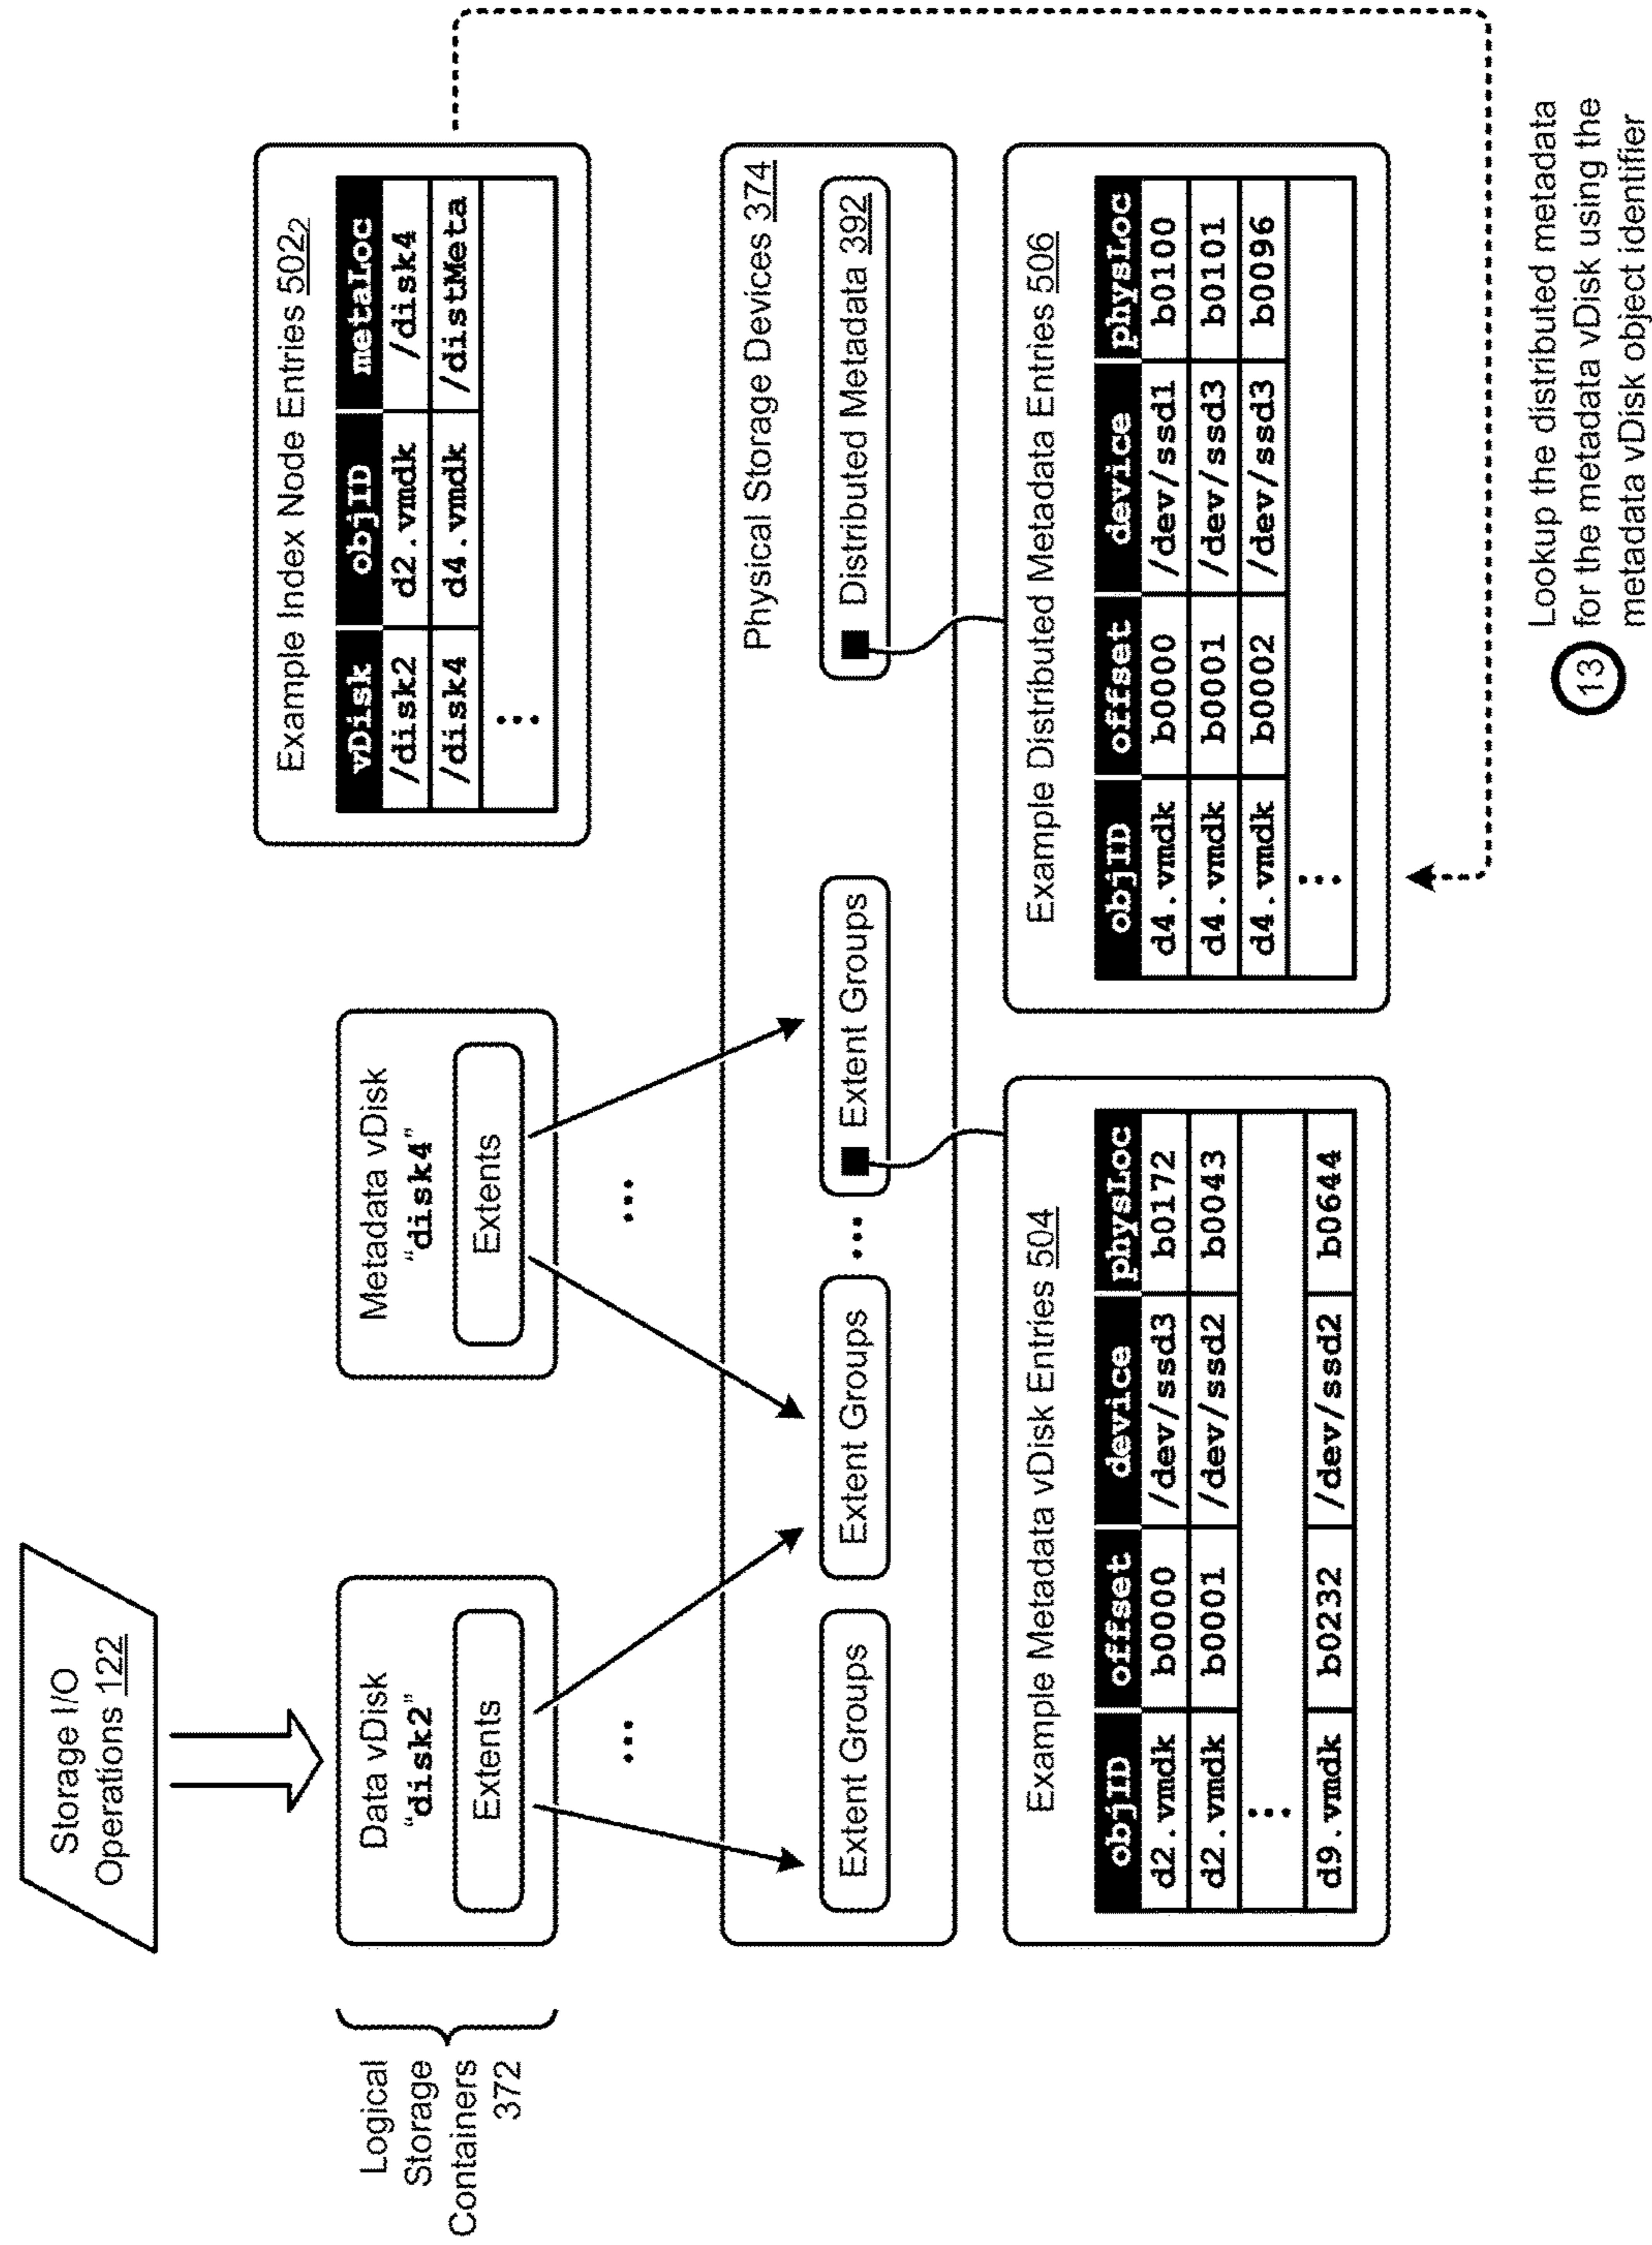 Storage I/O
Operations 122
Logical
Storage
Containers
372
Data vDisk
“disk2”
Extents
Metadata vDisk
“disk4”
Extents
Example Index Node Entries 502₂
vDisk objID metaLoc
/disk2 d2.vmdk /disk4
/disk4 d4.vmdk /distMeta
⋮
...
...
Physical Storage Devices 374
Extent Groups
Extent Groups
...
Extent Groups
Distributed Metadata 392
Example Metadata vDisk Entries 504
objID offset device physLoc
d2.vmdk b0000 /dev/ssd3 b0172
d2.vmdk b0001 /dev/ssd2 b0043
⋮
d9.vmdk b0232 /dev/ssd2 b0644
Example Distributed Metadata Entries 506
objID offset device physLoc
d4.vmdk b0000 /dev/ssd1 b0100
d4.vmdk b0001 /dev/ssd3 b0101
d4.vmdk b0002 /dev/ssd3 b0096
⋮
13
Lookup the distributed metadata
for the metadata vDisk using the
metadata vDisk object identifier